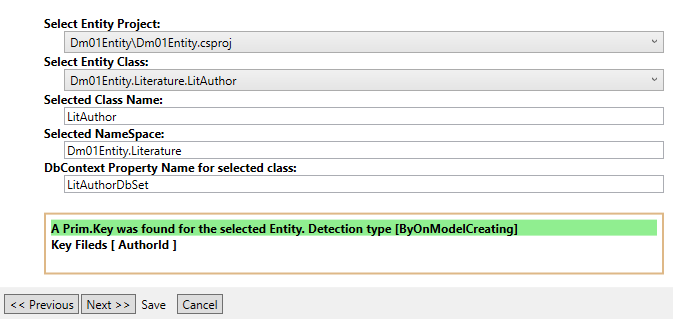 Select Entity Project:
Dm01Entity\Dm01Entity.csproj
Select Entity Class:
Dm01Entity.Literature.LitAuthor
Selected Class Name:
LitAuthor
Selected NameSpace:
Dm01Entity.Literature
DbContext Property Name for selected class:
LitAuthorDbSet
A Prim.Key was found for the selected Entity. Detection type [ByOnModelCreating]
Key Fileds [ AuthorId ]
<< Previous Next >> Save Cancel